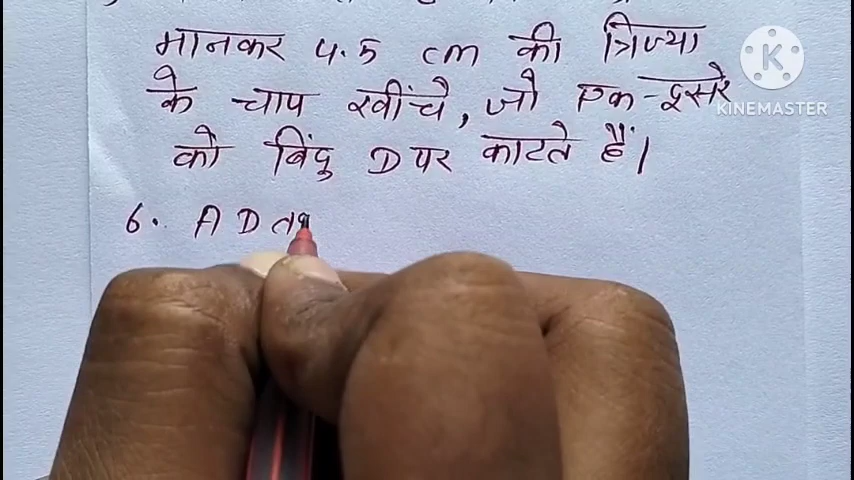 मानकर 4.5 cm की त्रिज्या
के चाप खींचे, जो एक-दूसरे
को बिंदु D पर काटते हैं।
6. A D
KINEMASTER